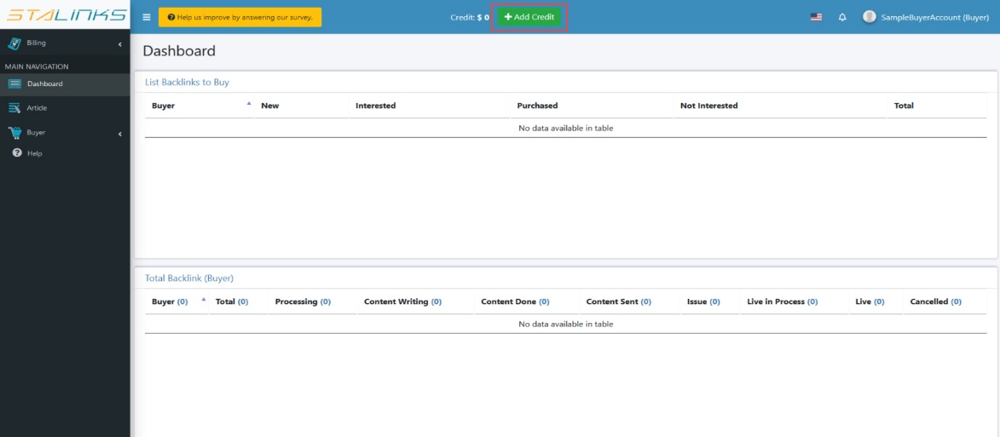 STALINKS
Help us improve by answering our survey.
Credit: $ 0
Add Credit
SampleBuyerAccount (Buyer)
Billing
MAIN NAVIGATION
Dashboard
Article
Buyer
Help
Dashboard
List Backlinks to Buy
Buyer New Interested Purchased Not Interested Total
No data available in table
Total Backlink (Buyer)
Buyer (0) Total (0) Processing (0) Content Writing (0) Content Done (0) Content Sent (0) Issue (0) Live in Process (0) Live (0) Cancelled (0)
No data available in table